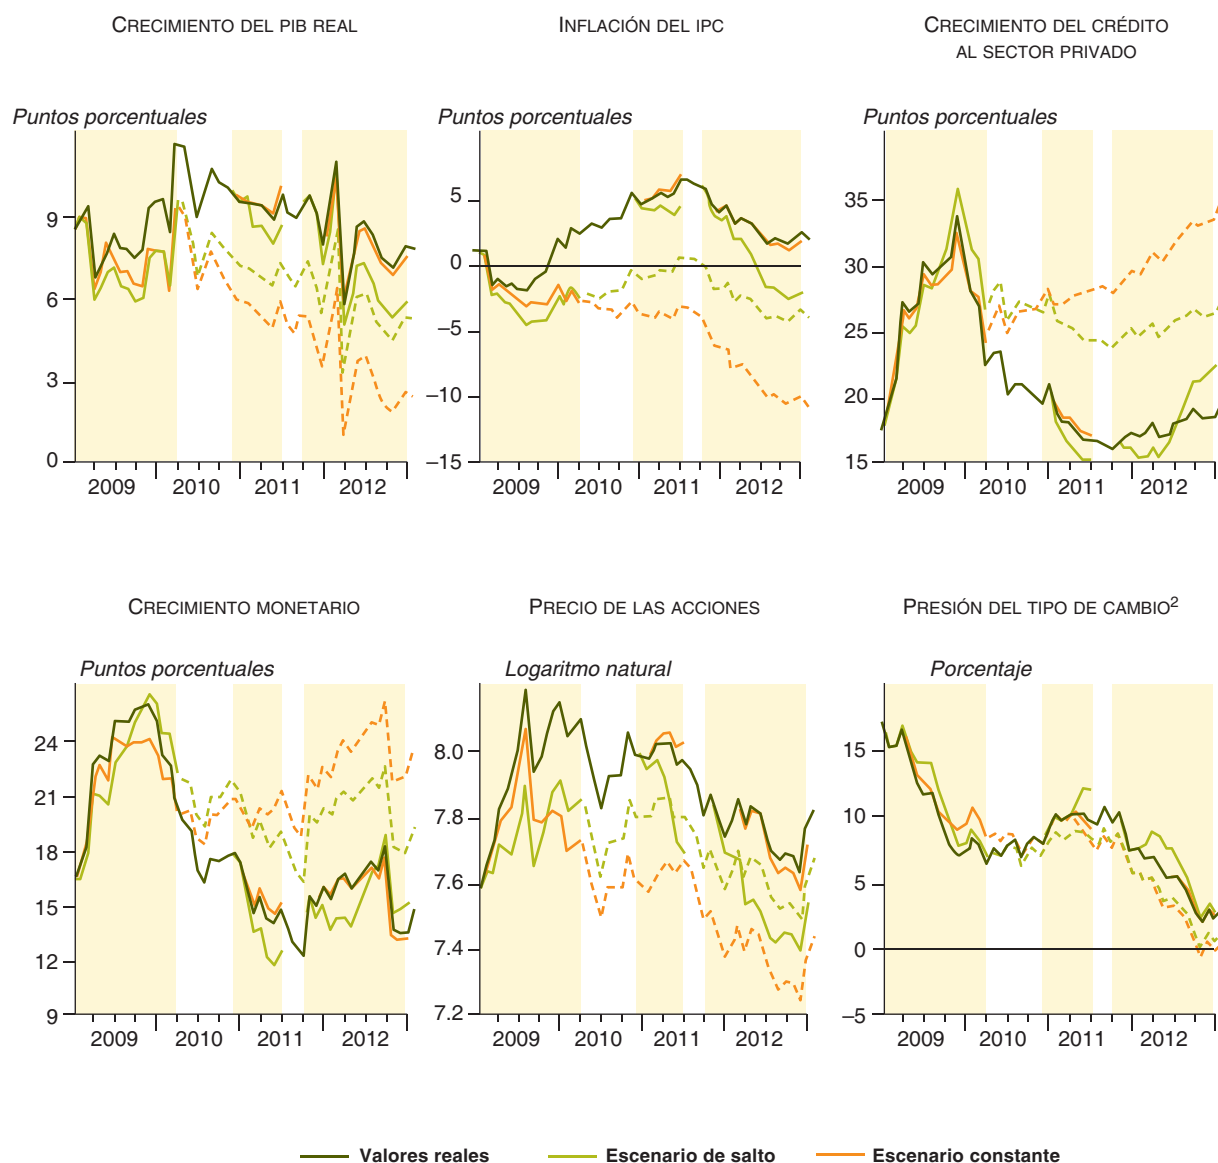 CRECIMIENTO DEL PIB REAL
Puntos porcentuales
9
6
3
0
2009 2010 2011 2012
INFLACIÓN DEL IPC
Puntos porcentuales
5
0
–5
–10
–15
2009 2010 2011 2012
CRECIMIENTO DEL CRÉDITO
AL SECTOR PRIVADO
Puntos porcentuales
35
30
25
20
15
2009 2010 2011 2012
CRECIMIENTO MONETARIO
Puntos porcentuales
24
21
18
15
12
9
2009 2010 2011 2012
PRECIO DE LAS ACCIONES
Logaritmo natural
8.0
7.8
7.6
7.4
7.2
2009 2010 2011 2012
PRESIÓN DEL TIPO DE CAMBIO2
Porcentaje
15
10
5
0
–5
2009 2010 2011 2012
Valores reales Escenario de salto Escenario constante